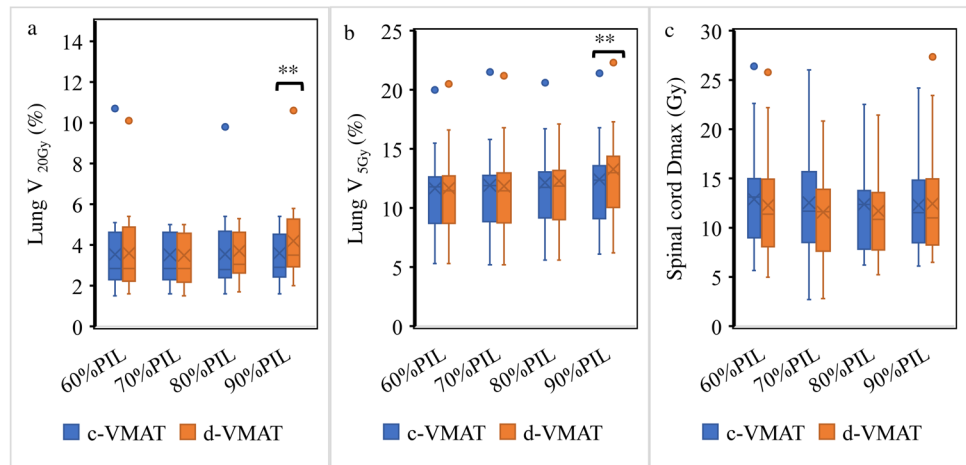 a
14
12
10
8
6
4
2
0
Lung V 20Gy (%)
**
60%PIL
70%PIL
80%PIL
90%PIL
c-VMAT d-VMAT
b
25
20
15
10
5
0
Lung V 5Gy (%)
**
60%PIL
70%PIL
80%PIL
90%PIL
c-VMAT d-VMAT
c
30
25
20
15
10
5
0
Spinal cord Dmax (Gy)
60%PIL
70%PIL
80%PIL
90%PIL
c-VMAT d-VMAT